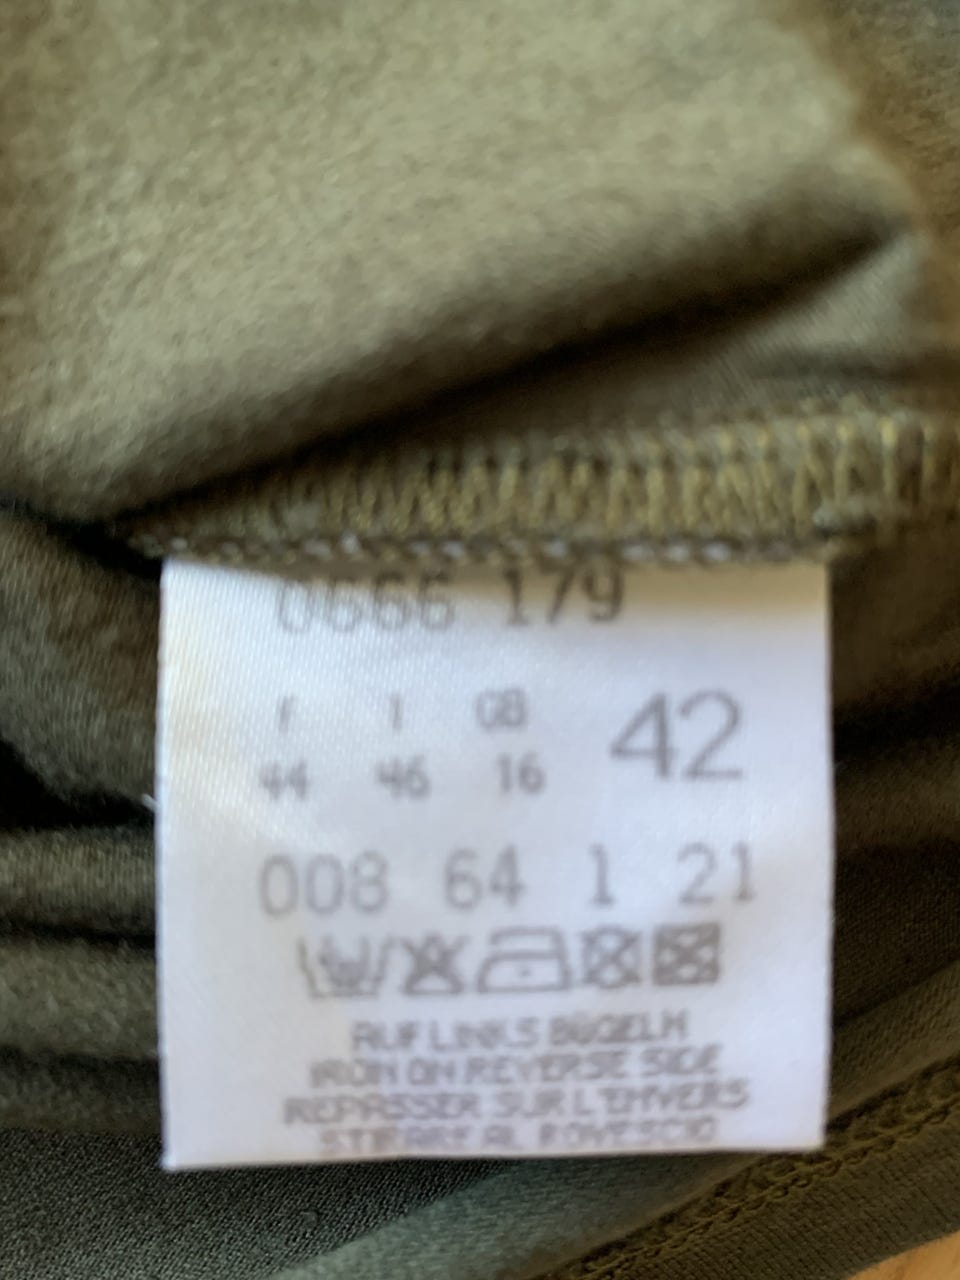 0666 179
F I GB 42
44 46 16
008 64 1 21
AUF LINKS BÜGELN
IRON ON REVERSE SIDE
REPASSER SUR L'ENVERS
STIRARE AL ROVESCIO